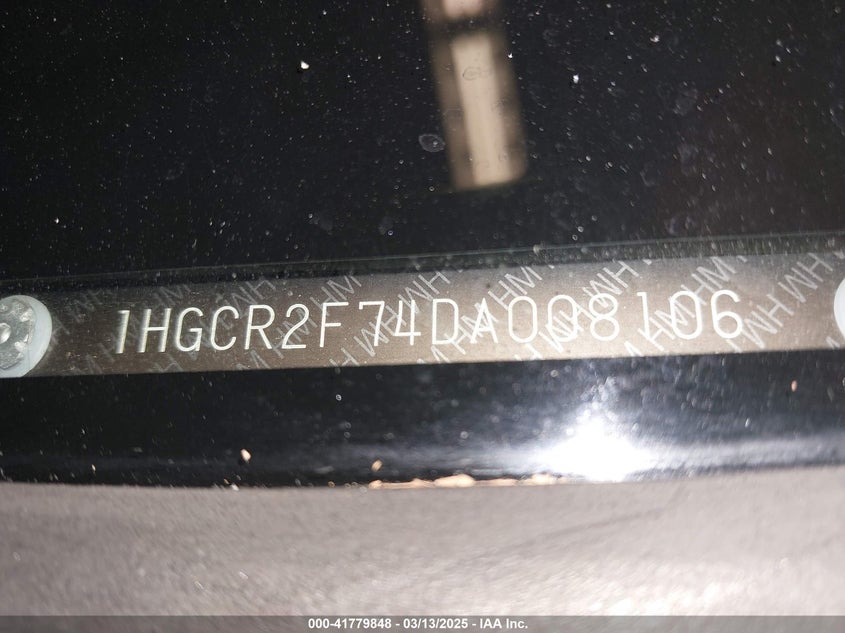 1HGCR2F74DA008106
000-41779848 — 03/13/2025 — IAA Inc.